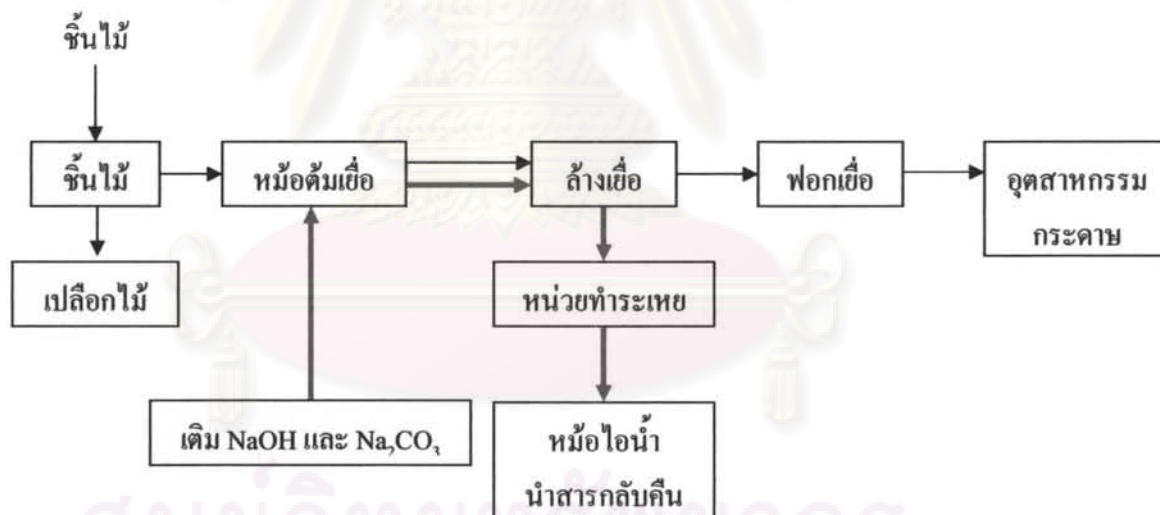 ชิ้นไม้
ชิ้นไม้
หม้อต้มเยื่อ
ล้างเยื่อ
ฟอกเยื่อ
อุตสาหกรรม
กระดาษ
เปลือกไม้
หน่วยทำระเหย
เติม NaOH และ Na₂CO₃
หม้อไอน้ำ
นำสารกลับคืน